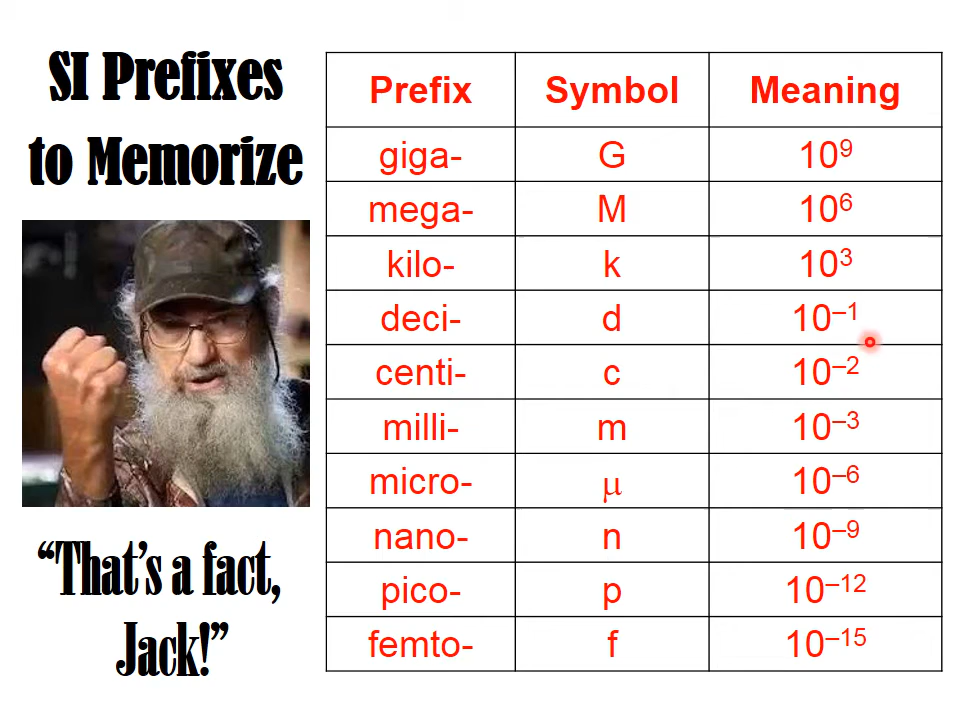 SI Prefixes
to Memorize
Prefix Symbol Meaning
giga- G 10⁹
mega- M 10⁶
kilo- k 10³
deci- d 10⁻¹
centi- c 10⁻²
milli- m 10⁻³
micro- μ 10⁻⁶
nano- n 10⁻⁹
pico- p 10⁻¹²
femto- f 10⁻¹⁵
“That’s a fact,
Jack!”